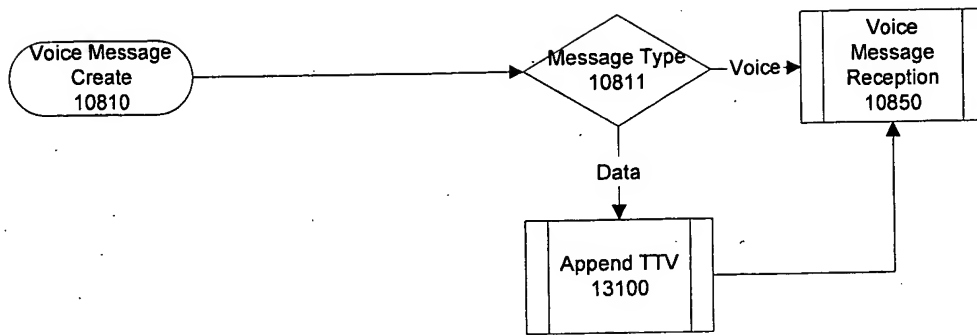 Voice Message
Create
10810
Message Type
10811
Voice
Voice
Message
Reception
10850
Data
Append TTV
13100